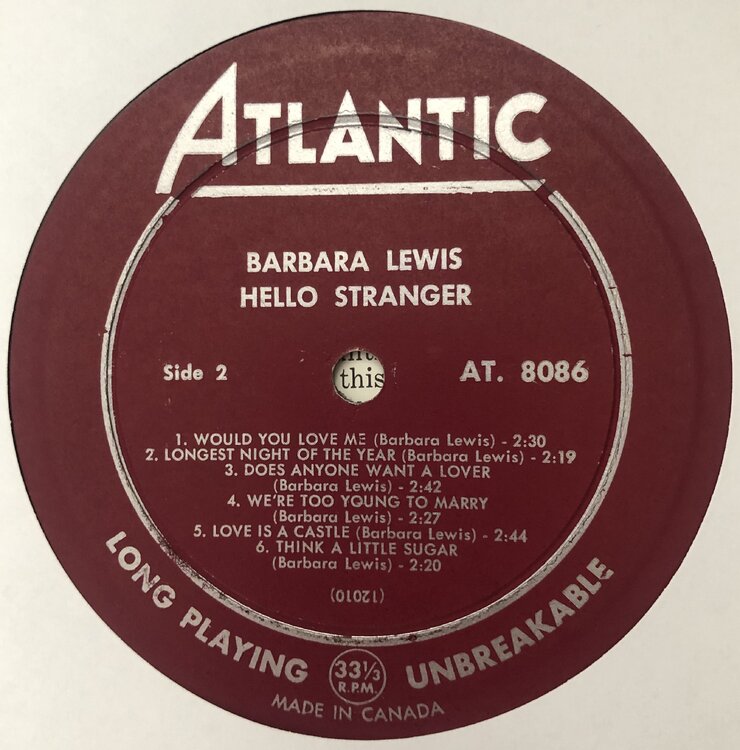 ATLANTIC
BARBARA LEWIS
HELLO STRANGER
Side 2
this
AT. 8086
1. WOULD YOU LOVE ME (Barbara Lewis) - 2:30
2. LONGEST NIGHT OF THE YEAR (Barbara Lewis) - 2:19
3. DOES ANYONE WANT A LOVER
(Barbara Lewis) - 2:42
4. WE'RE TOO YOUNG TO MARRY
(Barbara Lewis) - 2:27
5. LOVE IS A CASTLE (Barbara Lewis) - 2:44
6. THINK A LITTLE SUGAR
(Barbara Lewis) - 2:20
(12010)
LONG PLAYING 33 1/3 R.P.M. UNBREAKABLE
MADE IN CANADA